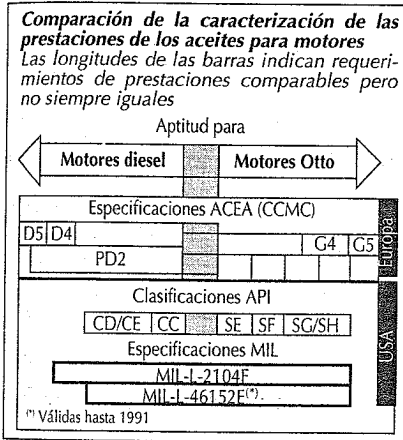 Comparación de la caracterización de las
prestaciones de los aceites para motores
Las longitudes de las barras indican requeri-
mientos de prestaciones comparables pero
no siempre iguales
Aptitud para
Motores diesel Motores Otto
Especificaciones ACEA (CCMC)
D5 D4 G4 G5
PD2
Europa
Clasificaciones API
CD/CE CC SE SF SG/SH
Especificaciones MIL
MIL-L-2104F
MIL-L-46152E(*)
USA
(*) Válidas hasta 1991